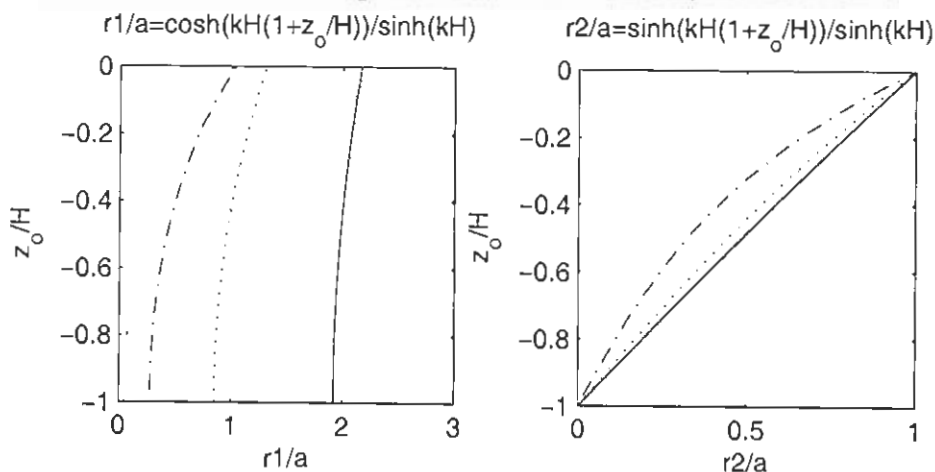 r1/a=cosh(kH(1+z_o/H))/sinh(kH)
0
−0.2
−0.4
−0.6
−0.8
−1
z_o/H
0 1 2 3
r1/a
r2/a=sinh(kH(1+z_o/H))/sinh(kH)
0
−0.2
−0.4
−0.6
−0.8
−1
z_o/H
0 0.5 1
r2/a